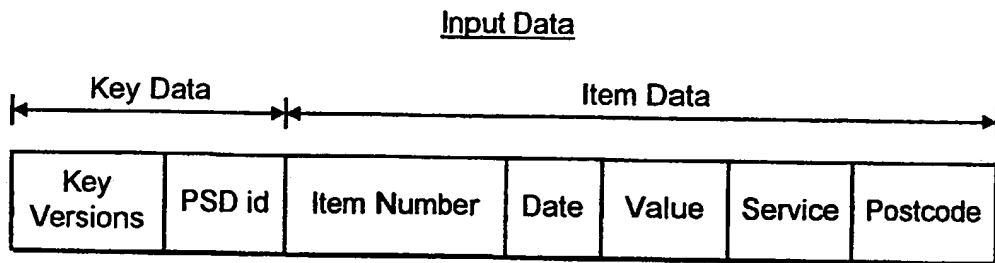 Input Data
Key Data
Item Data
Key Versions
PSD id
Item Number
Date
Value
Service
Postcode